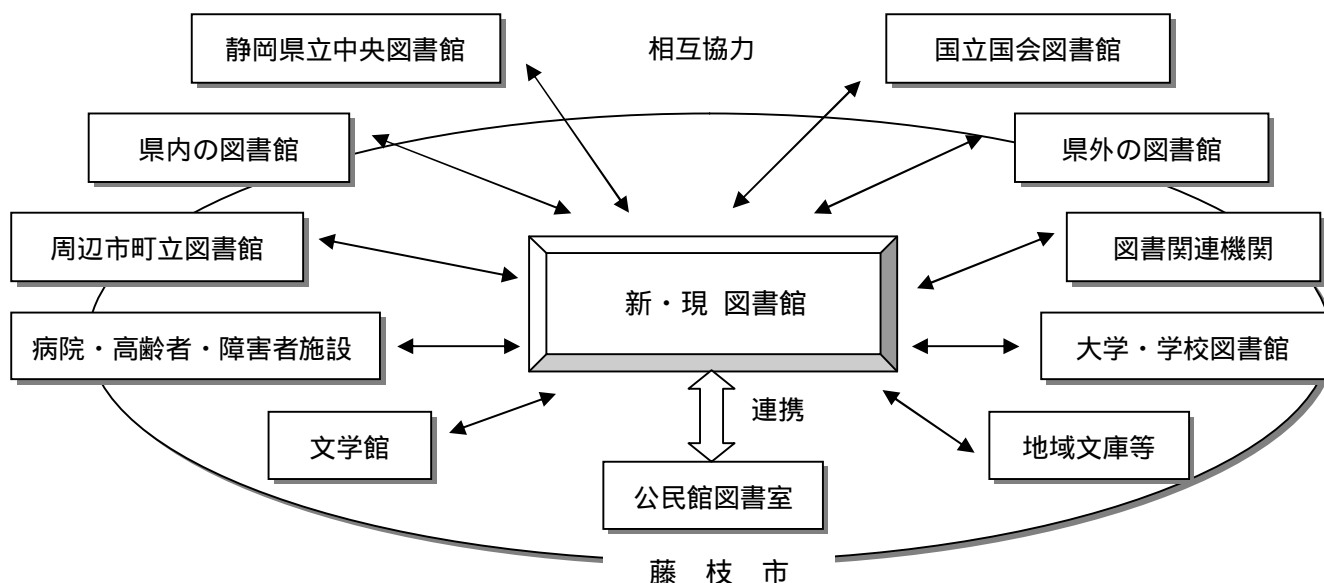 静岡県立中央図書館
相互協力
国立国会図書館
県内の図書館
県外の図書館
周辺市町立図書館
図書関連機関
新・現 図書館
病院・高齢者・障害者施設
大学・学校図書館
連携
文学館
地域文庫等
公民館図書室
藤 枝 市